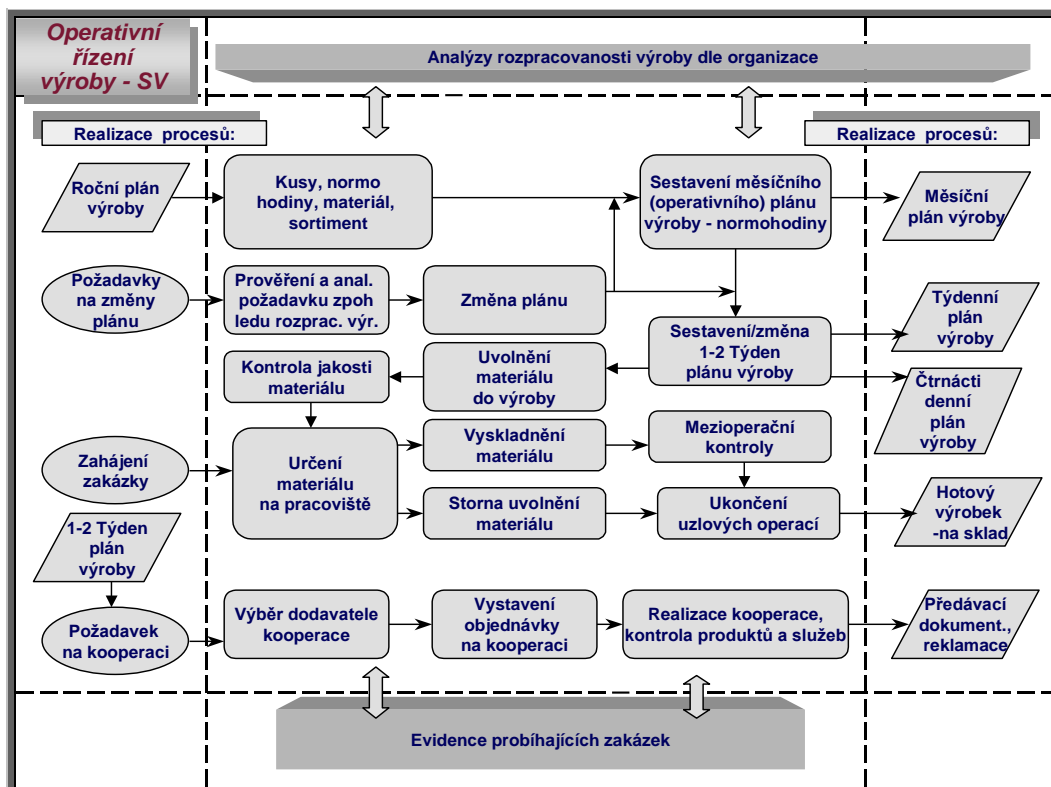 Operativní
řízení
výroby - SV
Analýzy rozpracovanosti výroby dle organizace
Realizace procesů:
Realizace procesů:
Roční plán
výroby
Kusy, normo
hodiny, materiál,
sortiment
Sestavení měsíčního
(operativního) plánu
výroby - normohodiny
Měsíční
plán výroby
Požadavky
na změny
plánu
Prověření a anal.
požadavku zpoh
ledu rozprac. výr.
Změna plánu
Sestavení/změna
1-2 Týden
plánu výroby
Týdenní
plán
výroby
Kontrola jakosti
materiálu
Uvolnění
materiálu
do výroby
Čtrnácti
denní
plán
výroby
Zahájení
zakázky
Určení
materiálu
na pracoviště
Vyskladnění
materiálu
Mezioperační
kontroly
Storna uvolnění
materiálu
Ukončení
uzlových operací
Hotový
výrobek
-na sklad
1-2 Týden
plán
výroby
Požadavek
na kooperaci
Výběr dodavatele
kooperace
Vystavení
objednávky
na kooperaci
Realizace kooperace,
kontrola produktů a služeb
Předávací
dokument.,
reklamace
Evidence probíhajících zakázek